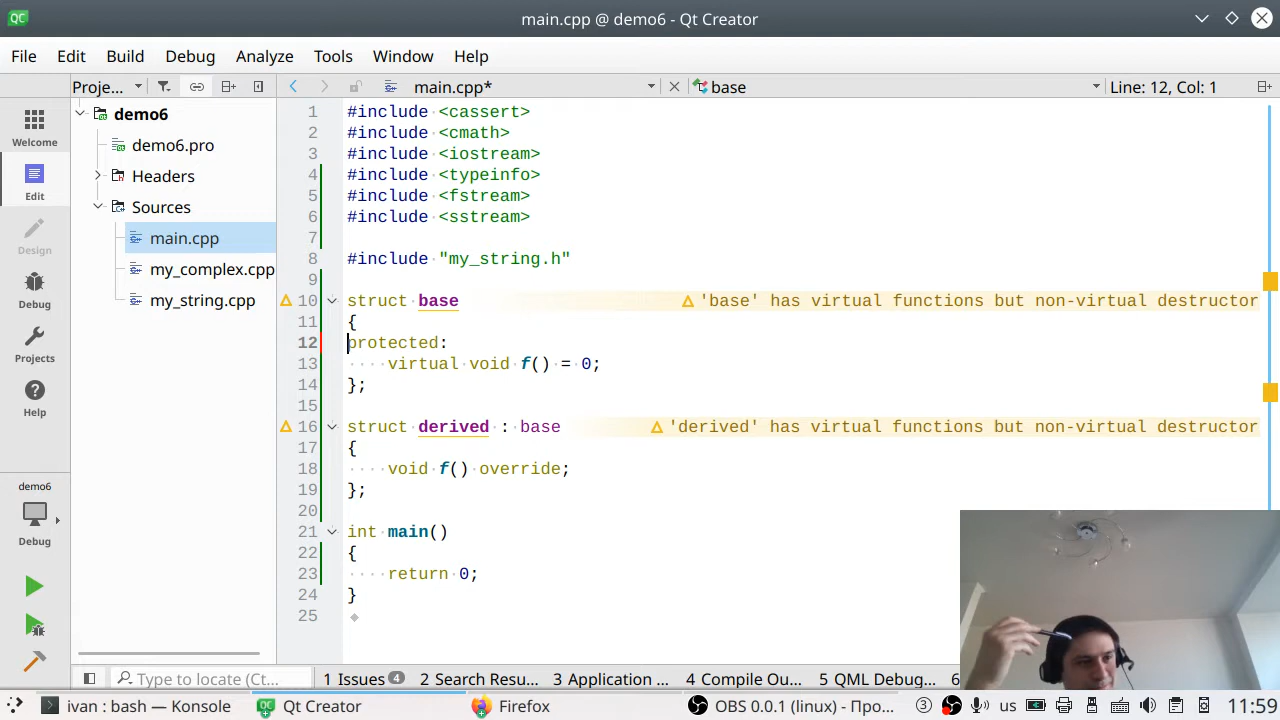 main.cpp @ demo6 - Qt Creator
File Edit Build Debug Analyze Tools Window Help
Proje... main.cpp* base Line: 12, Col: 1
Welcome
Edit
Design
Debug
Projects
Help
demo6
Debug
demo6
demo6.pro
Headers
Sources
main.cpp
my_complex.cpp
my_string.cpp
1 #include <cassert>
2 #include <cmath>
3 #include <iostream>
4 #include <typeinfo>
5 #include <fstream>
6 #include <sstream>
7
8 #include "my_string.h"
9
10 struct base 'base' has virtual functions but non-virtual destructor
11 {
12 protected:
13 virtual void f() = 0;
14 };
15
16 struct derived : base 'derived' has virtual functions but non-virtual destructor
17 {
18 void f() override;
19 };
20
21 int main()
22 {
23 return 0;
24 }
25
Type to locate (Ct... 1 Issues 4 2 Search Resu... 3 Application ... 4 Compile Ou... 5 QML Debug... 6
ivan : bash — Konsole Qt Creator Firefox OBS 0.0.1 (linux) - Про... 3 us 11:59